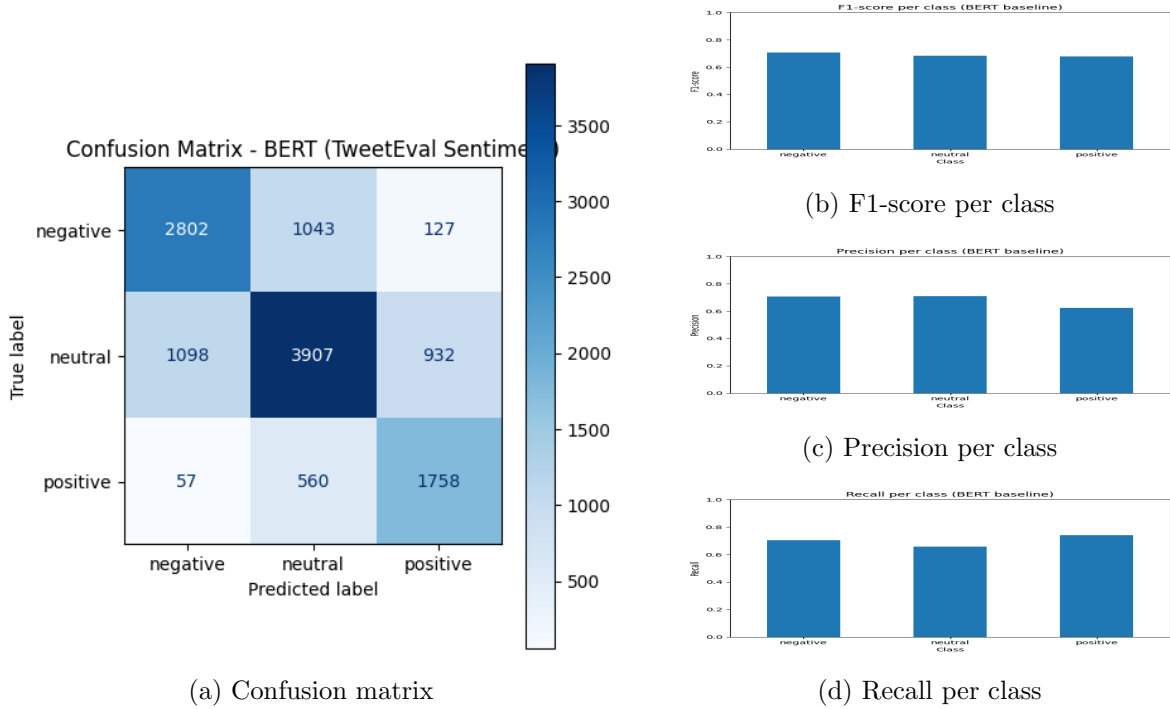 Confusion Matrix - BERT (TweetEval Sentime
)
True label
negative
2802 1043 127
neutral
1098 3907 932
positive
57 560 1758
negative neutral positive
Predicted label
3500
3000
2500
2000
1500
1000
500
(a) Confusion matrix
F1-score per class (BERT baseline)
F1-score
1.0
0.8
0.6
0.4
0.2
0.0
negative neutral positive
Class
(b) F1-score per class
Precision per class (BERT baseline)
Precision
1.0
0.8
0.6
0.4
0.2
0.0
negative neutral positive
Class
(c) Precision per class
Recall per class (BERT baseline)
Recall
1.0
0.8
0.6
0.4
0.2
0.0
negative neutral positive
Class
(d) Recall per class